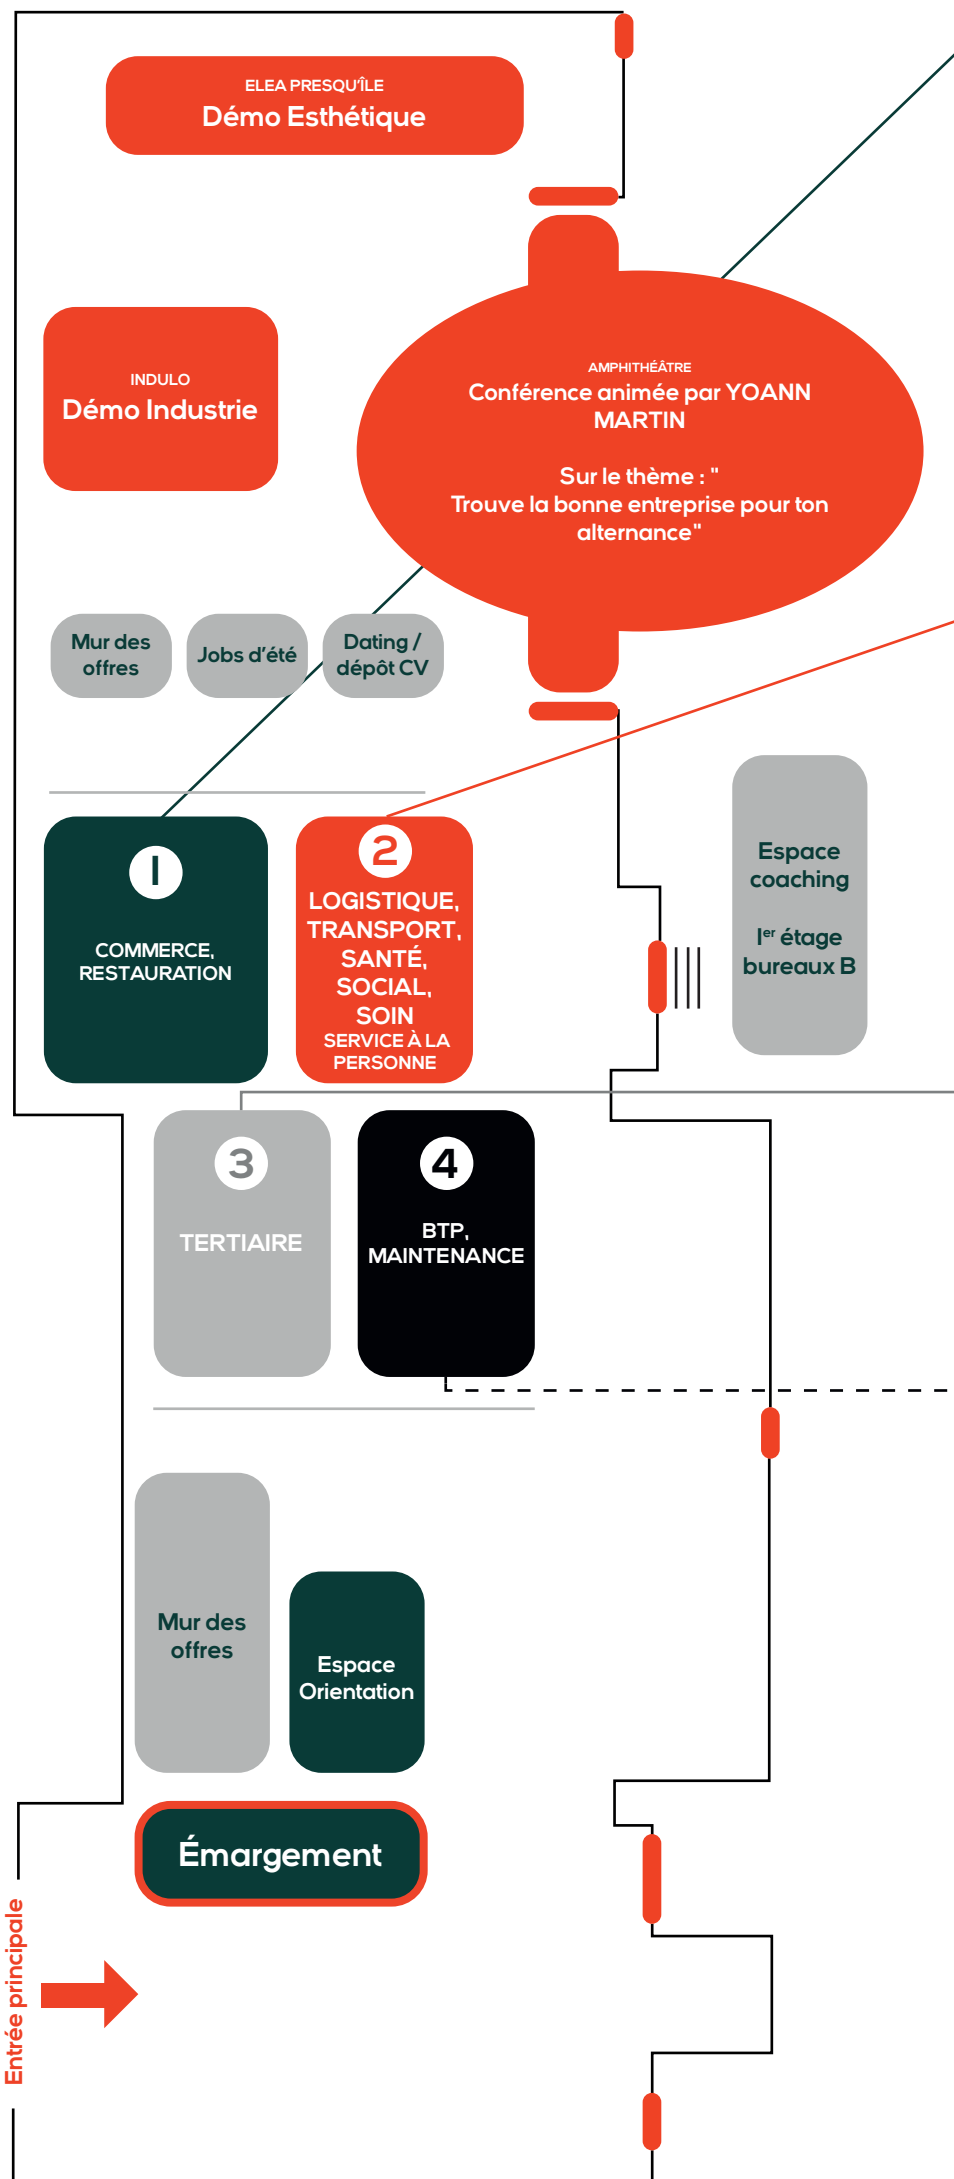 ELEA PRESQU'ÎLE
Démo Esthétique
INDULO
Démo Industrie
AMPHITHÉÂTRE
Conférence animée par YOANN
MARTIN
Sur le thème : "
Trouve la bonne entreprise pour ton
alternance"
Mur des
offres
Jobs d'été
Dating /
dépôt CV
1
COMMERCE,
RESTAURATION
2
LOGISTIQUE,
TRANSPORT,
SANTÉ,
SOCIAL,
SOIN
SERVICE À LA
PERSONNE
Espace
coaching
1er étage
bureaux B
3
TERTIAIRE
4
BTP,
MAINTENANCE
Mur des
offres
Espace
Orientation
Émargement
Entrée principale